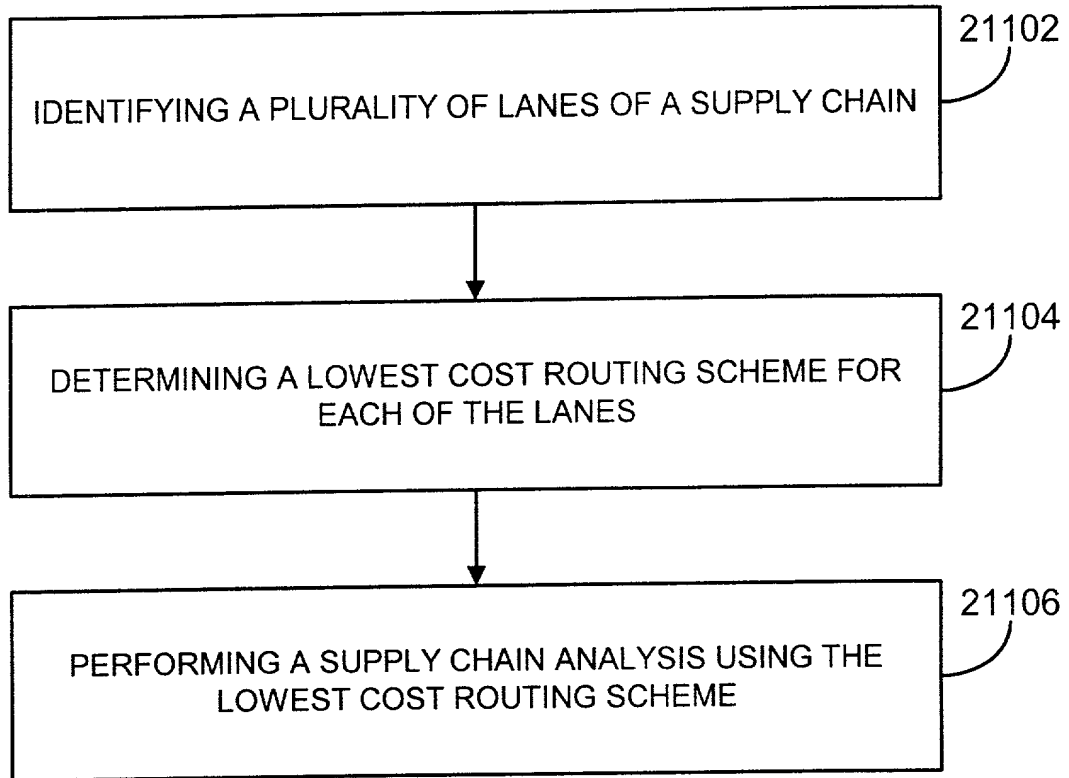 21102
IDENTIFYING A PLURALITY OF LANES OF A SUPPLY CHAIN
21104
DETERMINING A LOWEST COST ROUTING SCHEME FOR
EACH OF THE LANES
21106
PERFORMING A SUPPLY CHAIN ANALYSIS USING THE
LOWEST COST ROUTING SCHEME